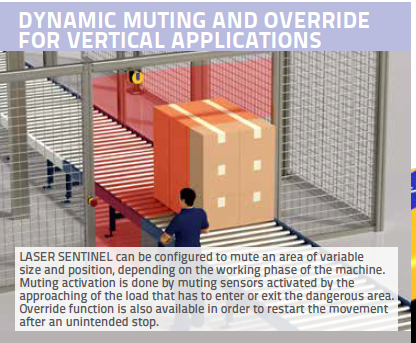 DYNAMIC MUTING AND OVERRIDE
FOR VERTICAL APPLICATIONS
LASER SENTINEL can be configured to mute an area of variable
size and position, depending on the working phase of the machine.
Muting activation is done by muting sensors activated by the
approaching of the load that has to enter or exit the dangerous area.
Override function is also available in order to restart the movement
after an unintended stop.